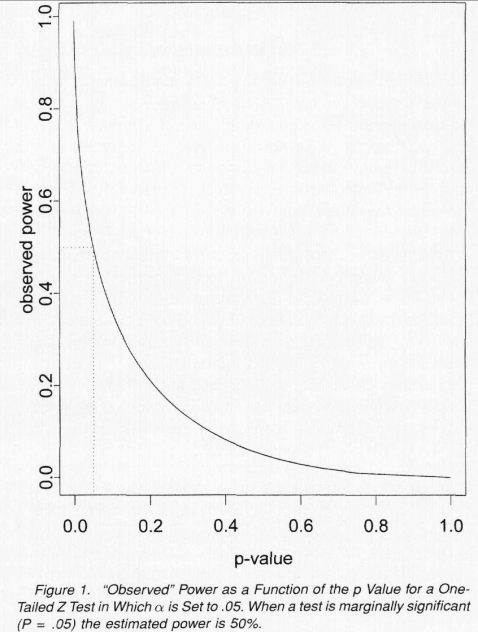 1.0
0.8
0.6
0.4
0.2
0.0
observed power
0.0 0.2 0.4 0.6 0.8 1.0
p-value
Figure 1. “Observed” Power as a Function of the p Value for a One-
Tailed Z Test in Which α is Set to .05. When a test is marginally significant
(P = .05) the estimated power is 50%.